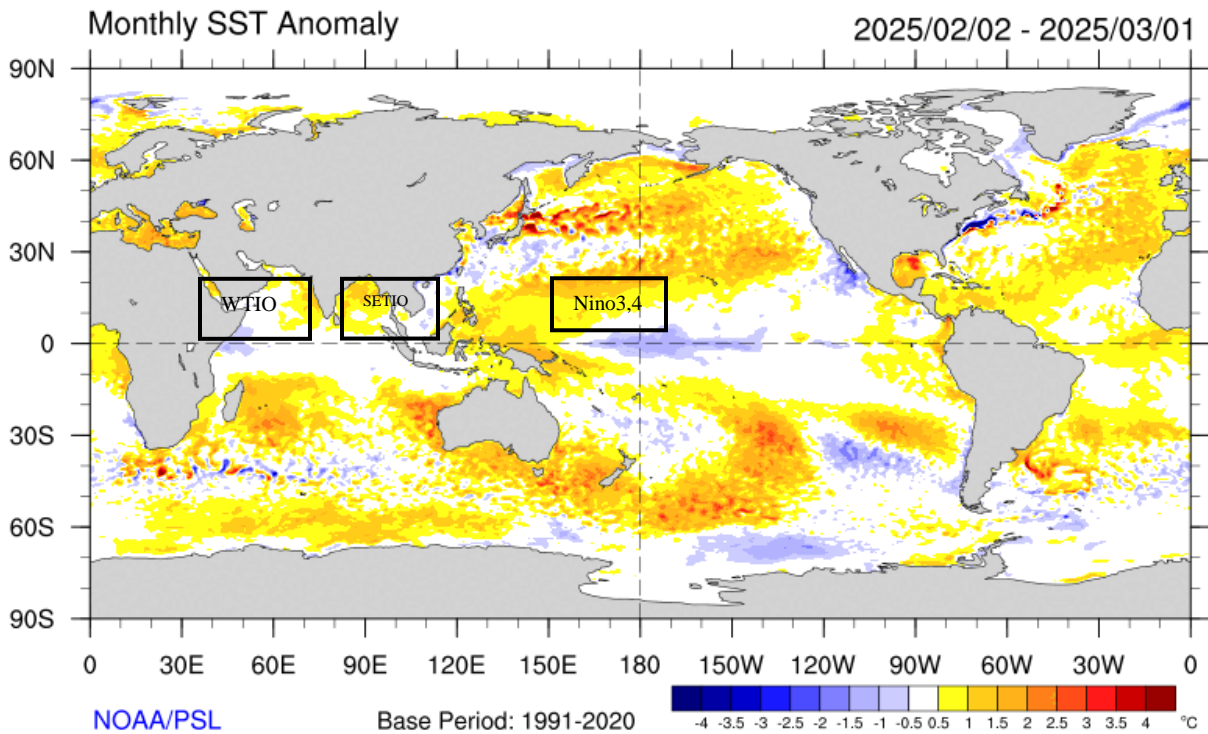 Monthly SST Anomaly
2025/02/02 - 2025/03/01
90N
60N
30N
0
30S
60S
90S
WTIO
SETIO
Nino3,4
0 30E 60E 90E 120E 150E 180 150W 120W 90W 60W 30W 0
NOAA/PSL
Base Period: 1991-2020
-4 -3.5 -3 -2.5 -2 -1.5 -1 -0.5 0.5 1 1.5 2 2.5 3 3.5 4 °C